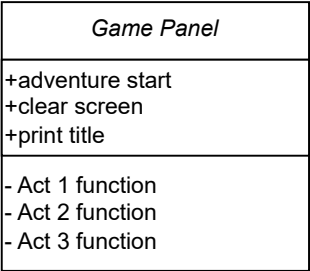 Game Panel
+adventure start
+clear screen
+print title
- Act 1 function
- Act 2 function
- Act 3 function